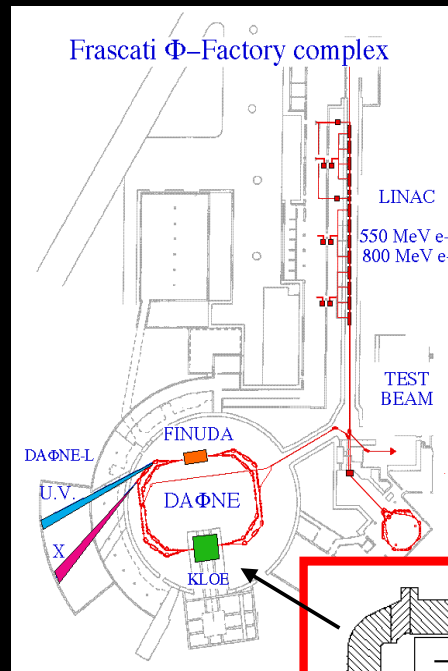 Frascati Φ–Factory complex
LINAC
550 MeV e-
800 MeV e-
TEST
BEAM
FINUDA
DAΦNE-L
U.V.
DAΦNE
X
KLOE